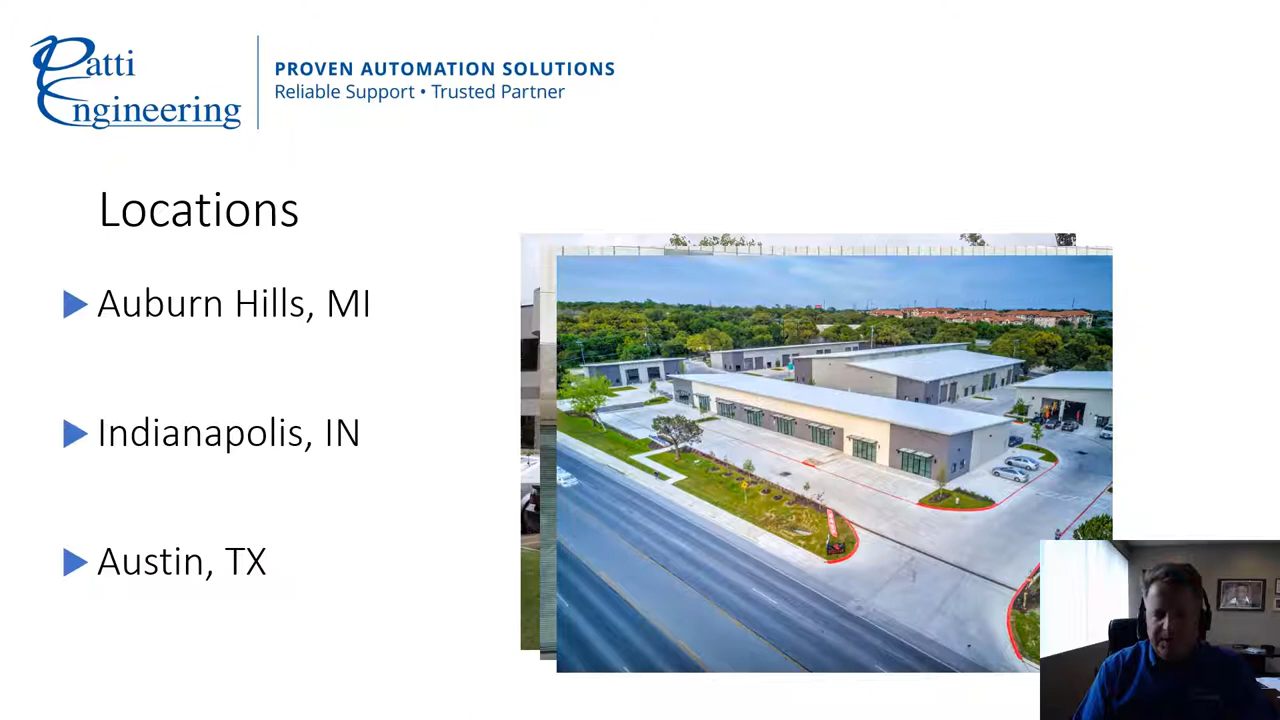 Patti
Engineering
PROVEN AUTOMATION SOLUTIONS
Reliable Support • Trusted Partner
Locations
Auburn Hills, MI
Indianapolis, IN
Austin, TX